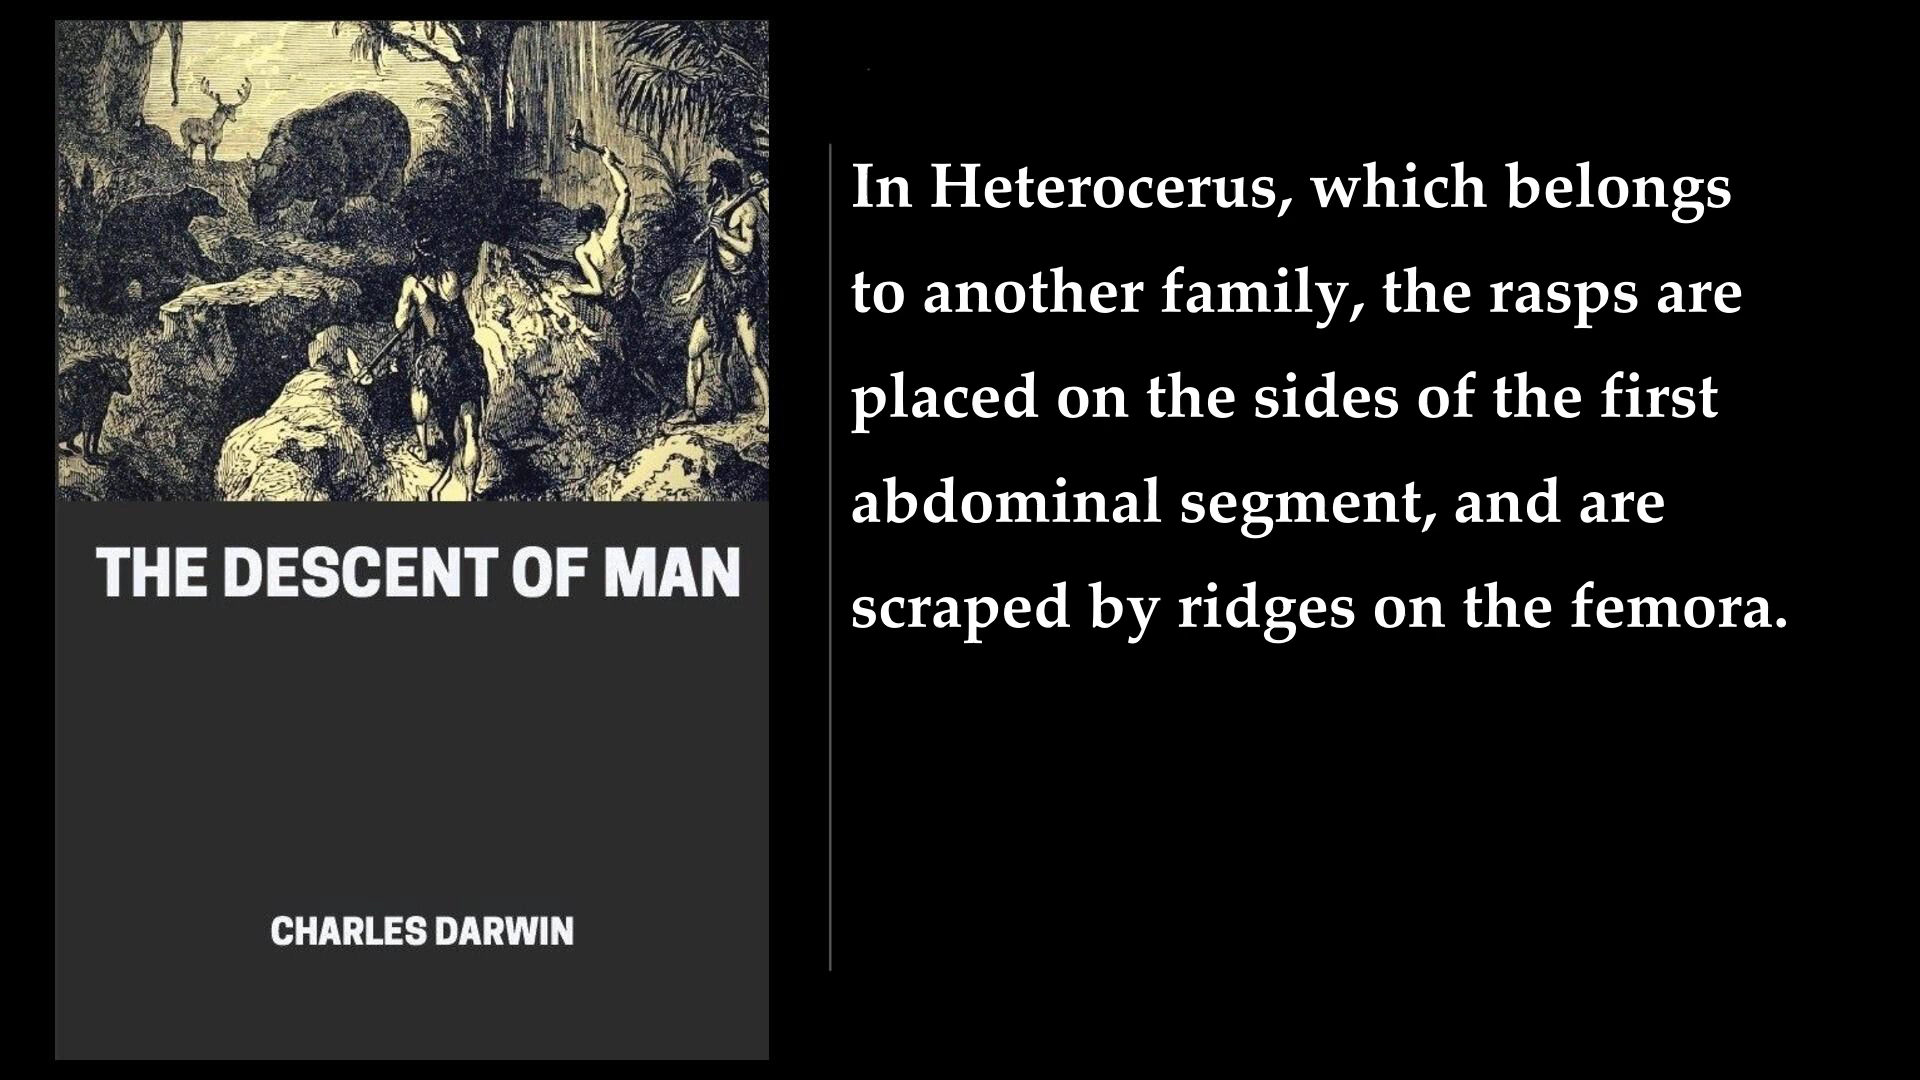 THE DESCENT OF MAN
CHARLES DARWIN
In Heterocerus, which belongs
to another family, the rasps are
placed on the sides of the first
abdominal segment, and are
scraped by ridges on the femora.